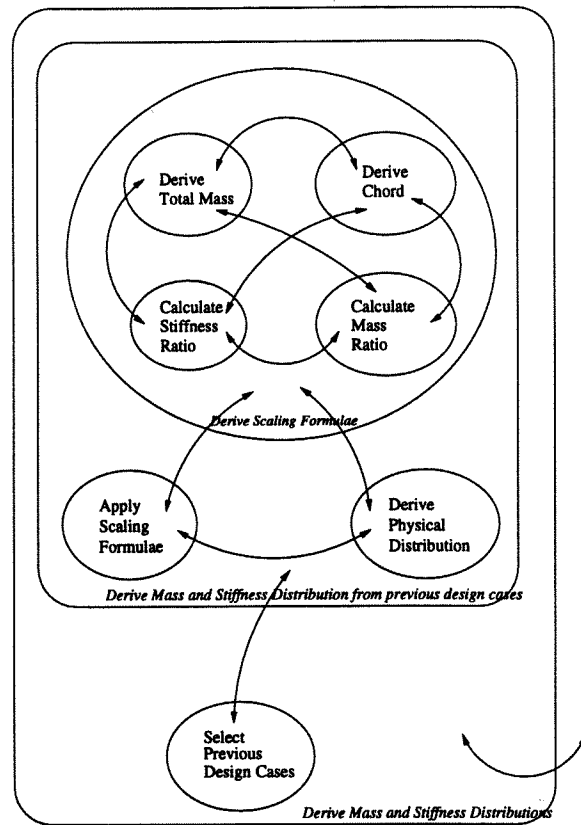 Derive
Total Mass
Derive
Chord
Calculate
Stiffness
Ratio
Calculate
Mass
Ratio
Derive Scaling Formulae
Apply
Scaling
Formulae
Derive
Physical
Distribution
Derive Mass and Stiffness Distribution from previous design cases
Select
Previous
Design Cases
Derive Mass and Stiffness Distributions